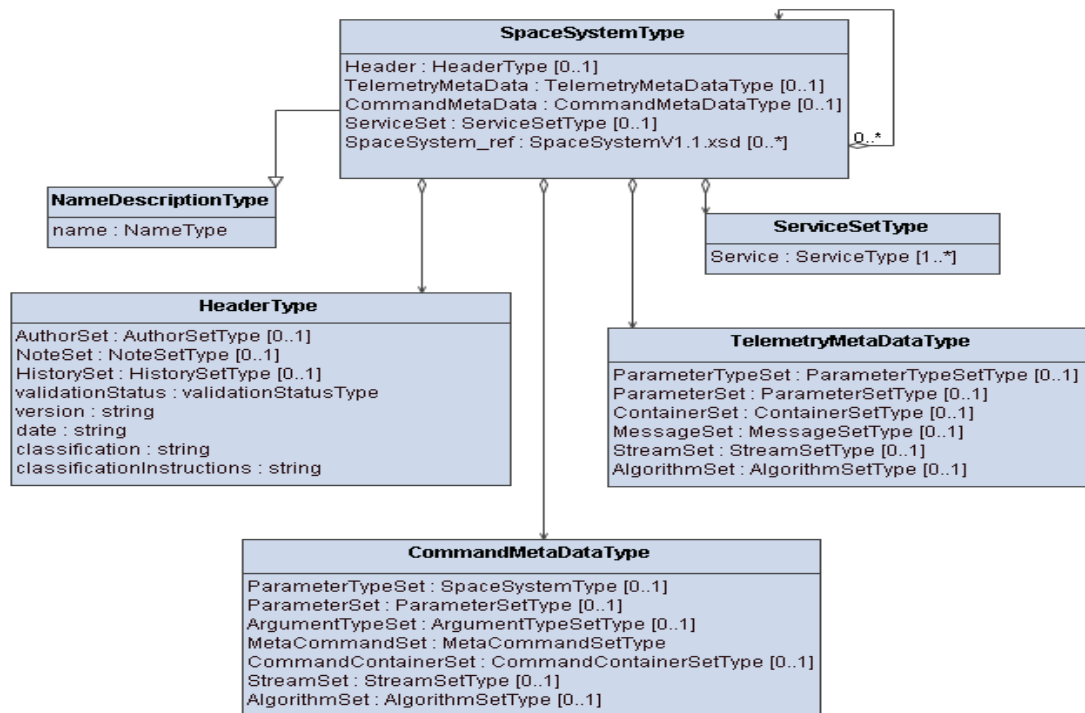 SpaceSystemType
Header : HeaderType [0..1]
TelemetryMetaData : TelemetryMetaDataType [0..1]
CommandMetaData : CommandMetaDataType [0..1]
ServiceSet : ServiceSetType [0..1]
SpaceSystem_ref : SpaceSystemV1.1.xsd [0..*]
0..*
NameDescriptionType
name : NameType
ServiceSetType
Service : ServiceType [1..*]
HeaderType
AuthorSet : AuthorSetType [0..1]
NoteSet : NoteSetType [0..1]
HistorySet : HistorySetType [0..1]
validationStatus : validationStatusType
version : string
date : string
classification : string
classificationInstructions : string
TelemetryMetaDataType
ParameterTypeSet : ParameterTypeSetType [0..1]
ParameterSet : ParameterSetType [0..1]
ContainerSet : ContainerSetType [0..1]
MessageSet : MessageSetType [0..1]
StreamSet : StreamSetType [0..1]
AlgorithmSet : AlgorithmSetType [0..1]
CommandMetaDataType
ParameterTypeSet : SpaceSystemType [0..1]
ParameterSet : ParameterSetType [0..1]
ArgumentTypeSet : ArgumentTypeSetType [0..1]
MetaCommandSet : MetaCommandSetType
CommandContainerSet : CommandContainerSetType [0..1]
StreamSet : StreamSetType [0..1]
AlgorithmSet : AlgorithmSetType [0..1]